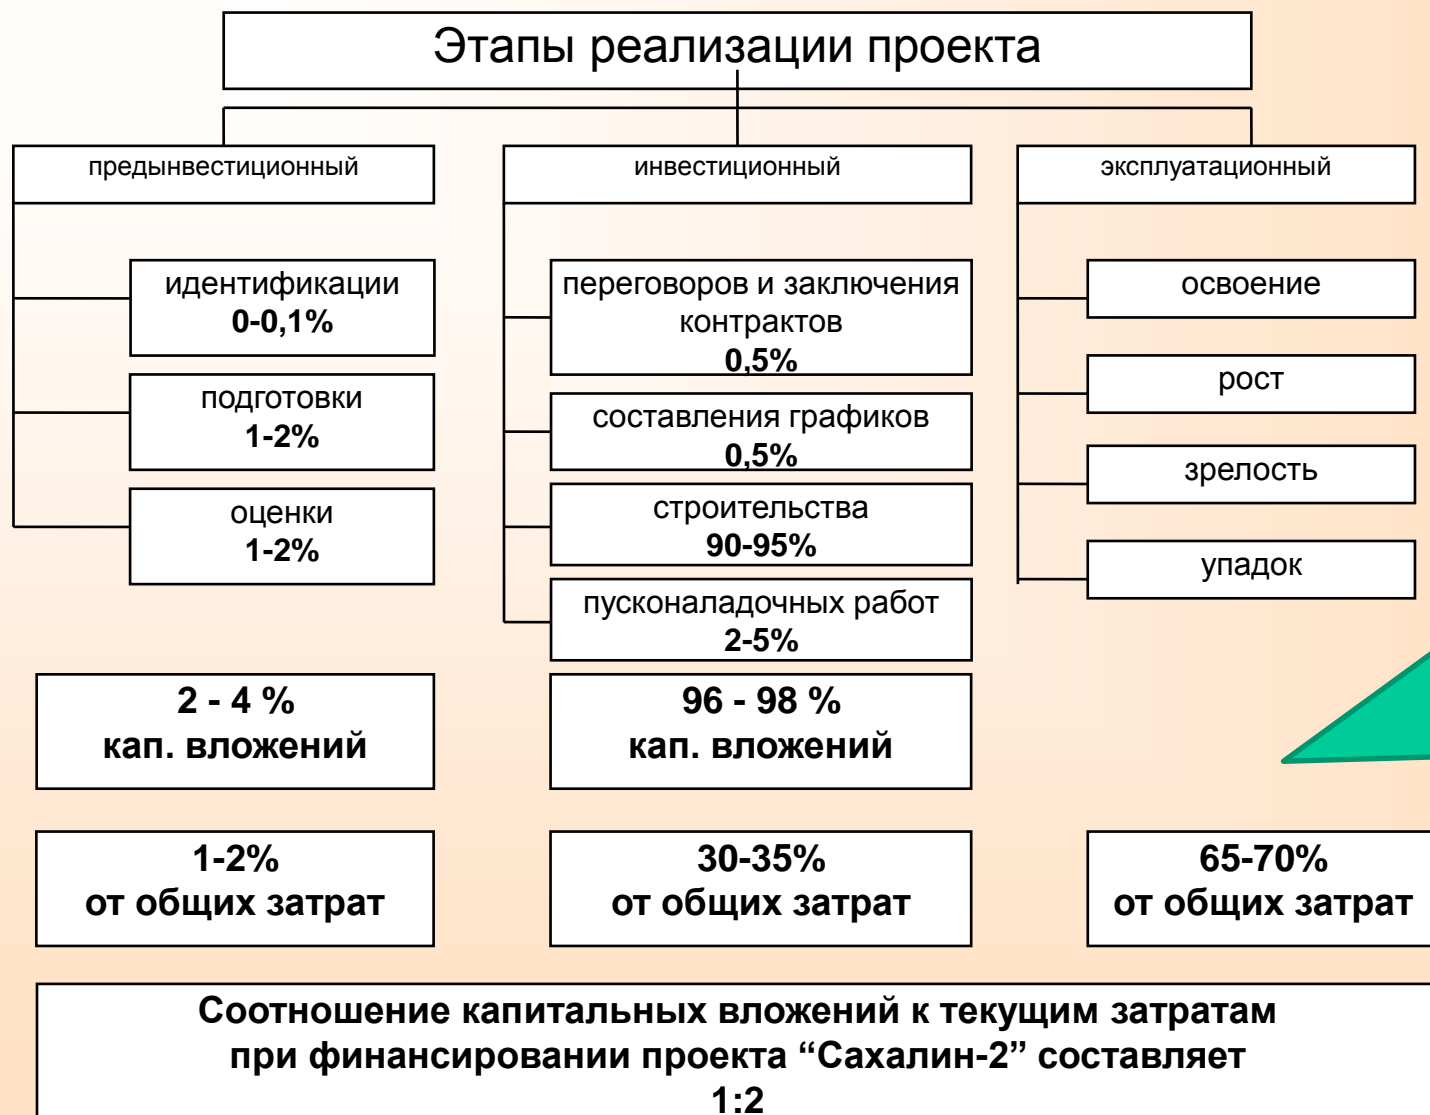 Этапы реализации проекта
предынвестиционный
инвестиционный
эксплуатационный
идентификации
0-0,1%
подготовки
1-2%
оценки
1-2%
переговоров и заключения
контрактов
0,5%
составления графиков
0,5%
строительства
90-95%
пусконаладочных работ
2-5%
освоение
рост
зрелость
упадок
2 - 4 %
кап. вложений
96 - 98 %
кап. вложений
1-2%
от общих затрат
30-35%
от общих затрат
65-70%
от общих затрат
Соотношение капитальных вложений к текущим затратам
при финансировании проекта “Сахалин-2” составляет
1:2